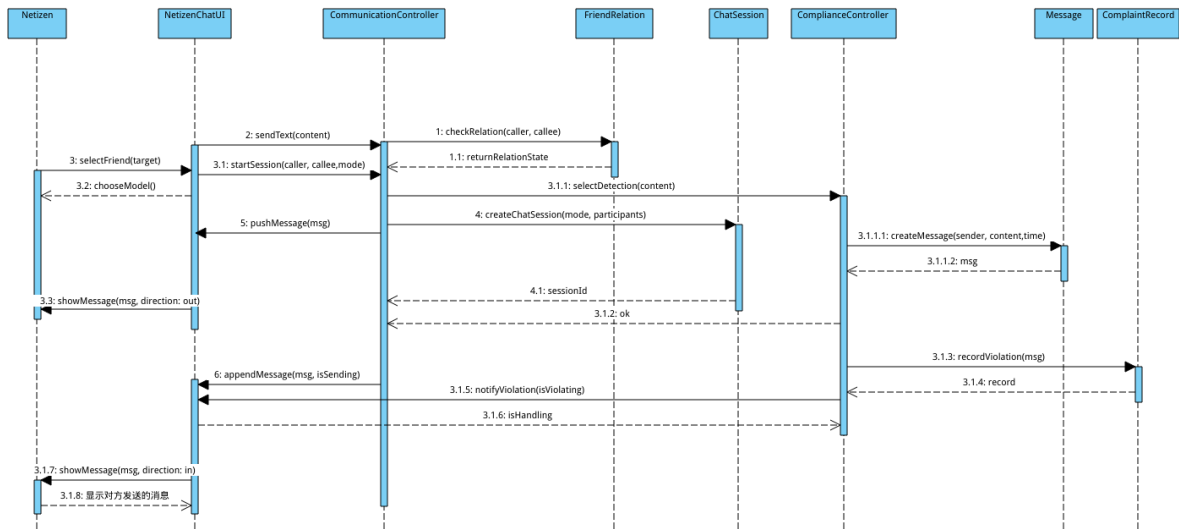 Netizen
NetizenChatUI
CommunicationController
FriendRelation
ChatSession
ComplianceController
Message
ComplaintRecord
1: checkRelation(caller, callee)
2: sendText(content)
3: selectFriend(target)
1.1: returnRelationState
3.1: startSession(caller, callee,mode)
3.2: chooseModel()
3.1.1: selectDetection(content)
4: createChatSession(mode, participants)
5: pushMessage(msg)
3.1.1.1: createMessage(sender, content,time)
3.1.1.2: msg
4.1: sessionId
3.3: showMessage(msg, direction: out)
3.1.2: ok
3.1.3: recordViolation(msg)
6: appendMessage(msg, isSending)
3.1.4: record
3.1.5: notifyViolation(isViolating)
3.1.6: isHandling
3.1.7: showMessage(msg, direction: in)
3.1.8: 显示对方发送的消息